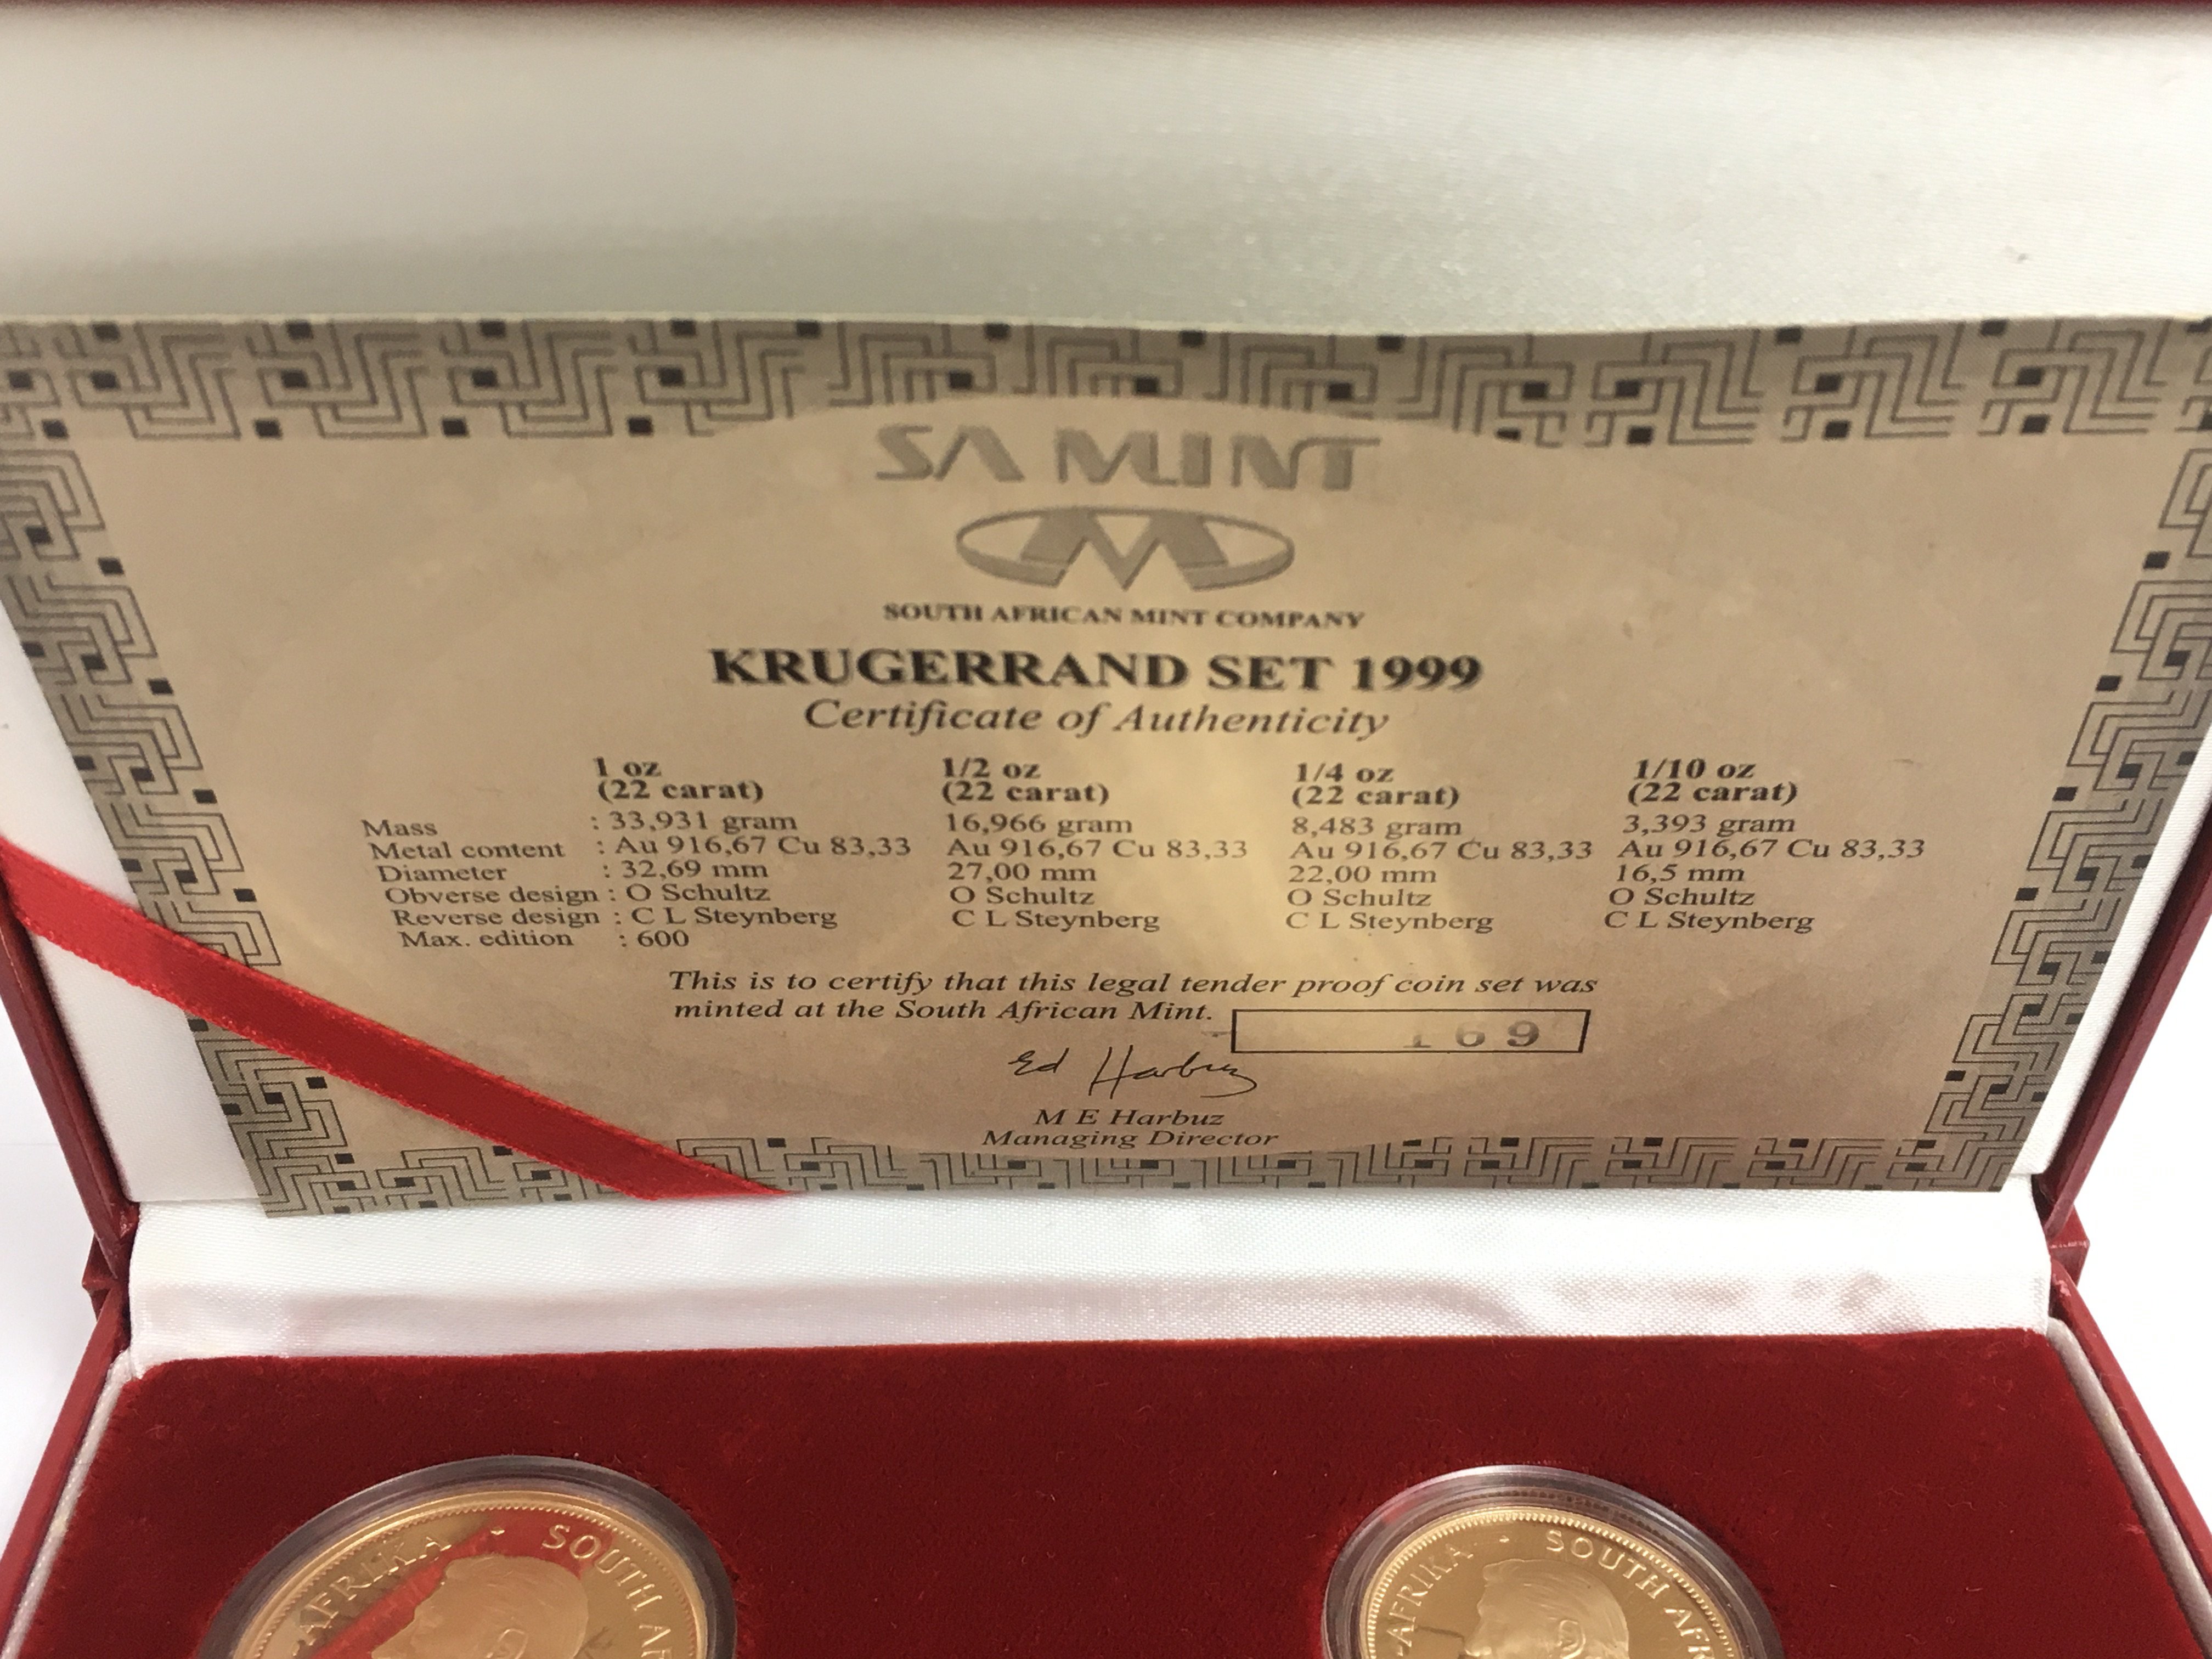 SA MINT
SOUTH AFRICAN MINT COMPANY
KRUGERRAND SET 1999
Certificate of Authenticity
1 oz 1/2 oz 1/4 oz 1/10 oz
(22 carat) (22 carat) (22 carat) (22 carat)
Mass : 33,931 gram 16,966 gram 8,483 gram 3,393 gram
Metal content : Au 916,67 Cu 83,33 Au 916,67 Cu 83,33 Au 916,67 Cu 83,33 Au 916,67 Cu 83,33
Diameter : 32,69 mm 27,00 mm 22,00 mm 16,5 mm
Obverse design : O Schultz O Schultz O Schultz O Schultz
Reverse design : C L Steynberg C L Steynberg C L Steynberg C L Steynberg
Max. edition : 600
This is to certify that this legal tender proof coin set was
minted at the South African Mint.
169
Ed Harbuz
M E Harbuz
Managing Director
AFRIKA · SOUTH AF
AFRIKA · SOUTH AFR